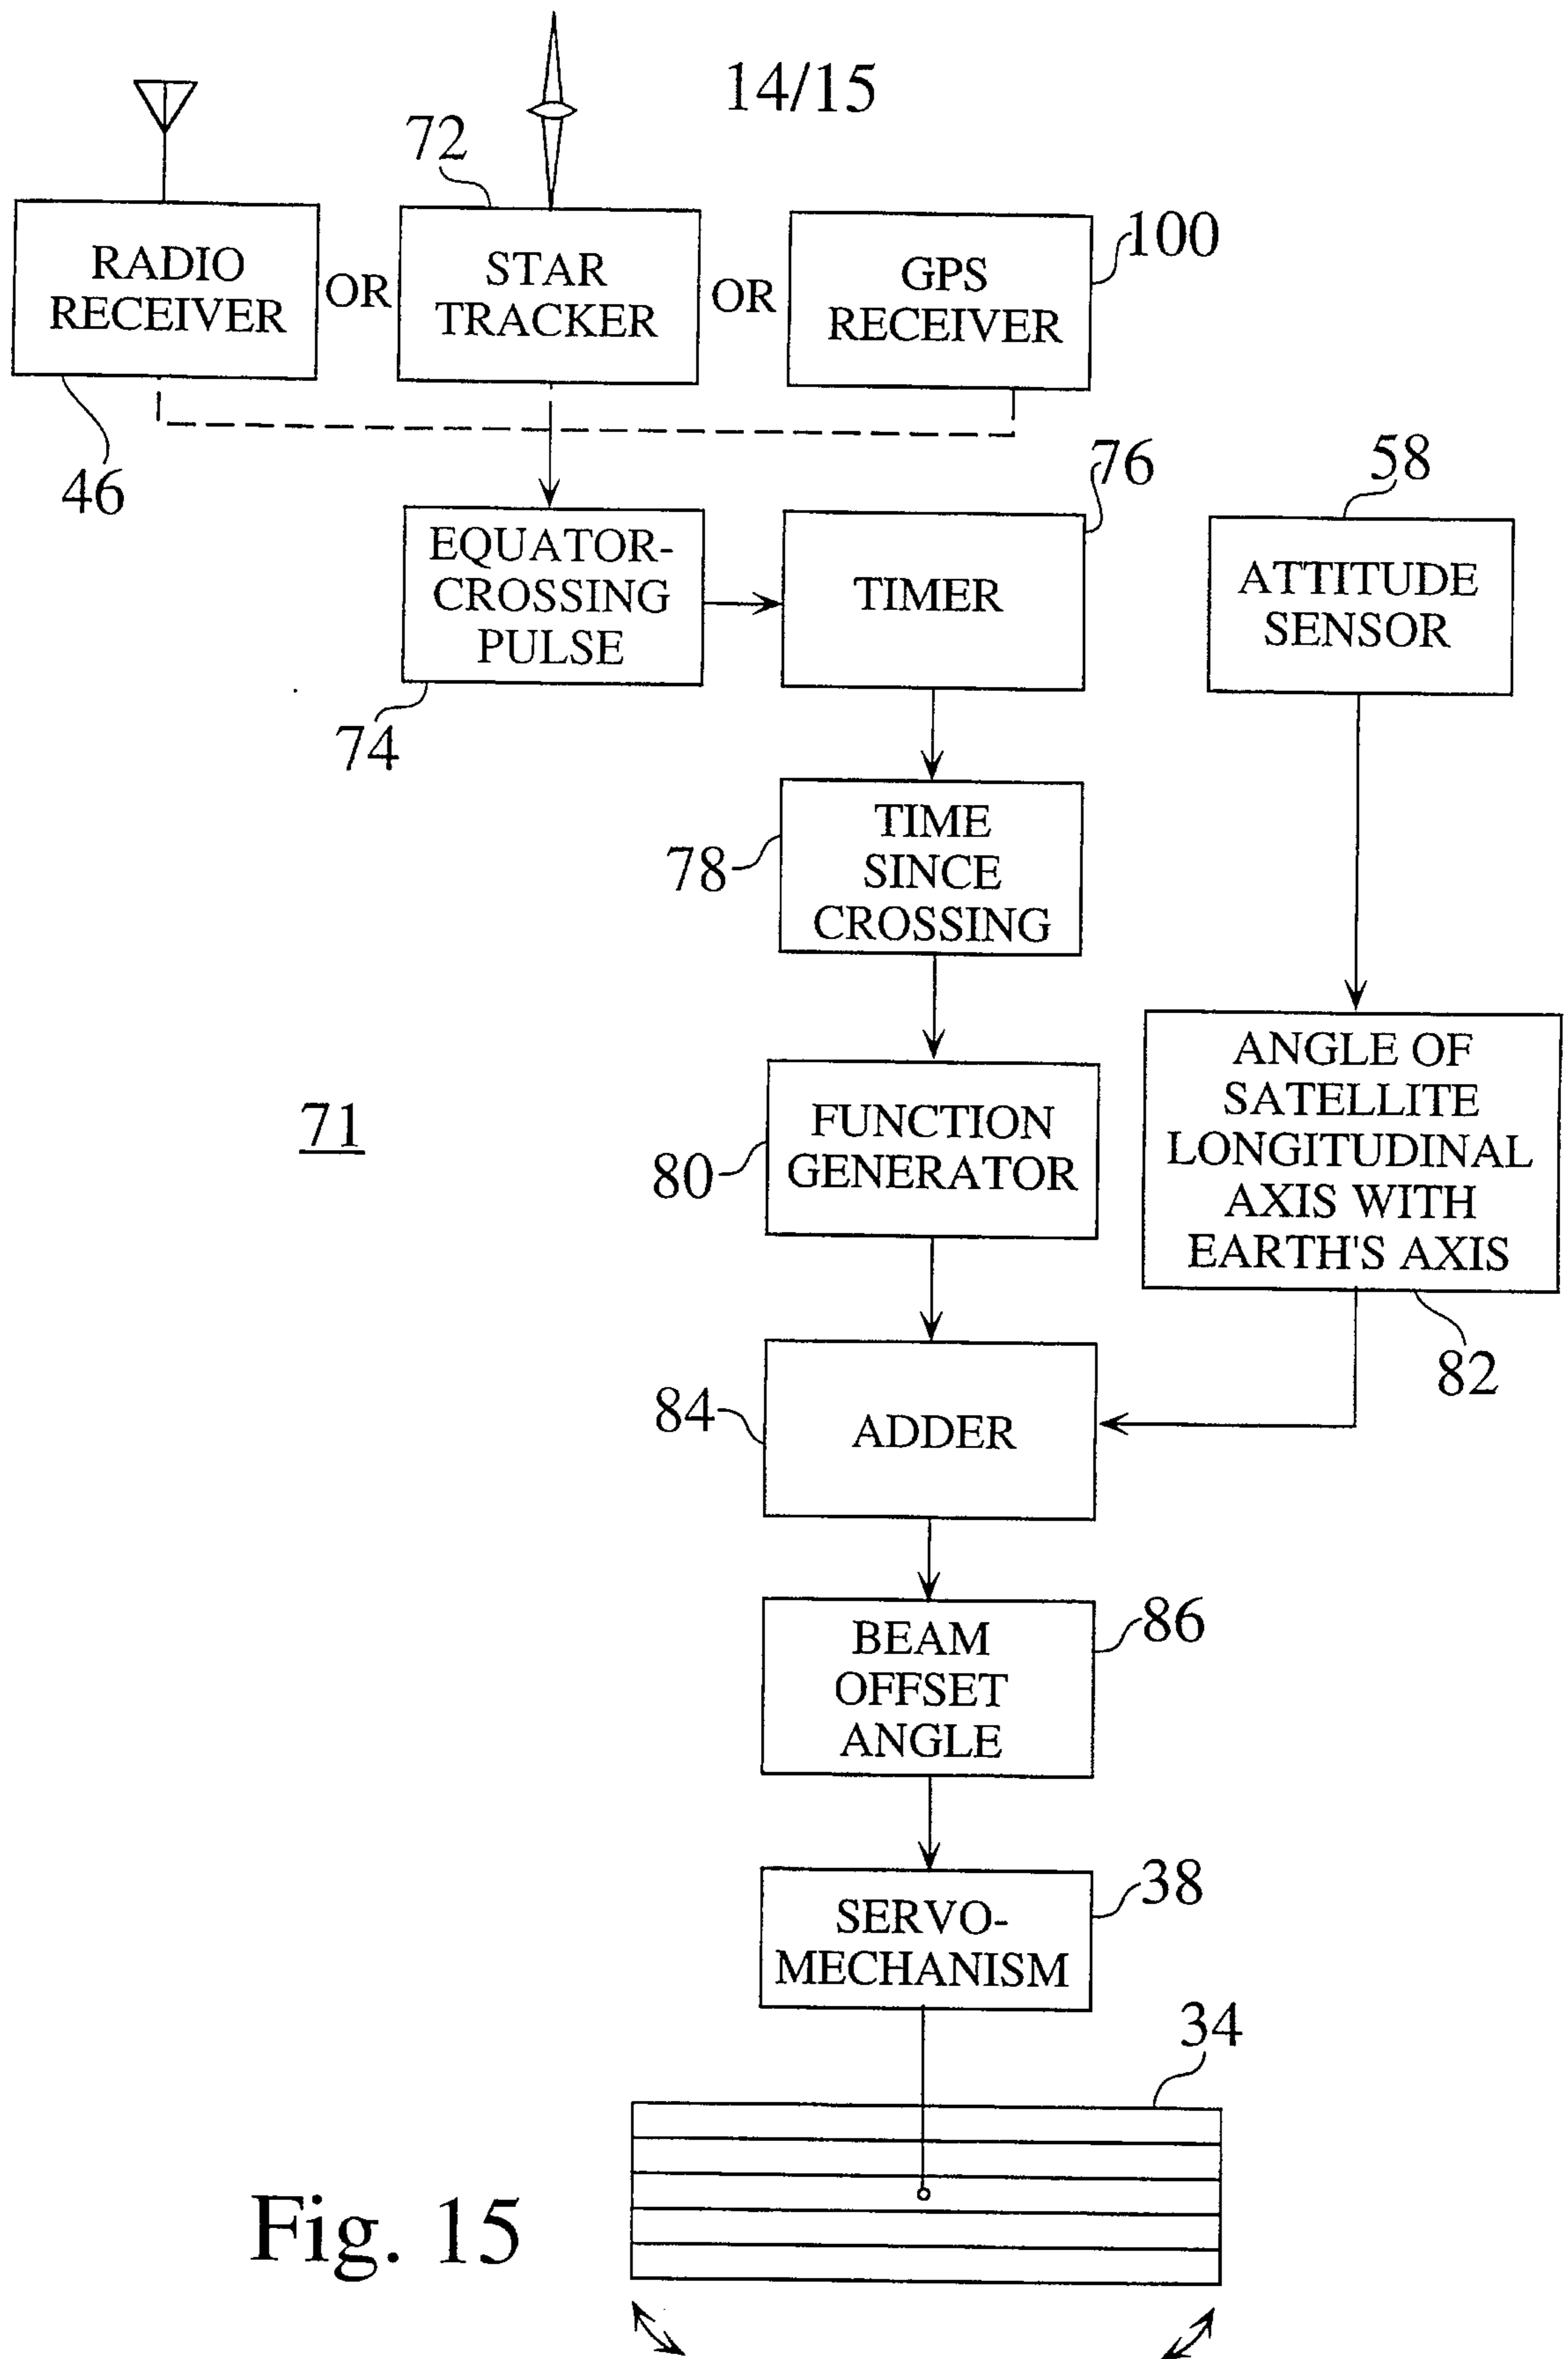 14/15
72
RADIO
RECEIVER
OR
STAR
TRACKER
OR
GPS
RECEIVER
100
46
76
58
EQUATOR-
CROSSING
PULSE
TIMER
ATTITUDE
SENSOR
74
78
TIME
SINCE
CROSSING
71
80
FUNCTION
GENERATOR
ANGLE OF
SATELLITE
LONGITUDINAL
AXIS WITH
EARTH'S AXIS
82
84
ADDER
86
BEAM
OFFSET
ANGLE
38
SERVO-
MECHANISM
34
Fig. 15